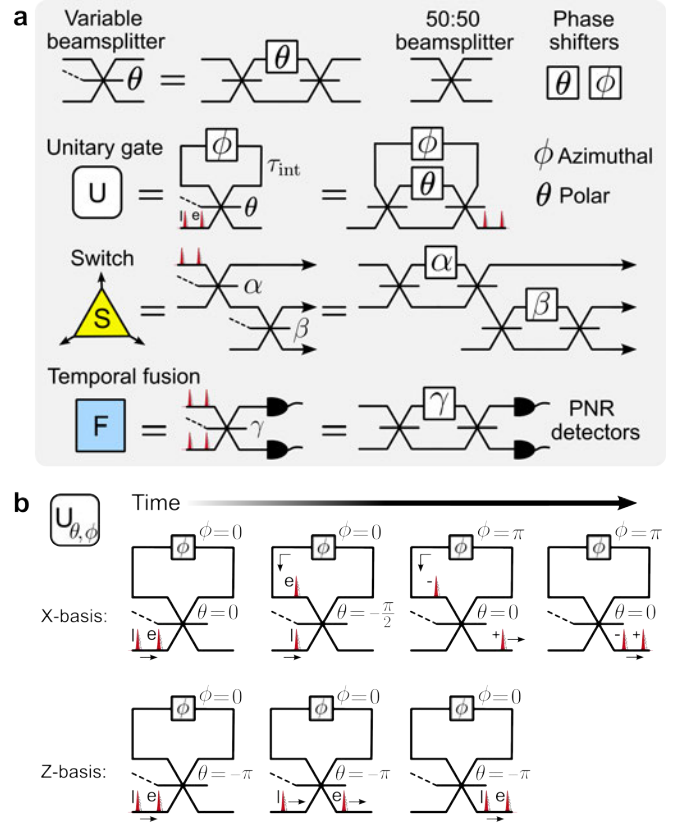 a
Variable beamsplitter
θ
=
θ
50:50 beamsplitter
Phase shifters
θ ϕ
Unitary gate
U
=
ϕ
τint
l e
θ
=
ϕ
θ
ϕ Azimuthal
θ Polar
Switch
S
=
α
β
=
α
β
Temporal fusion
F
=
γ
=
γ
PNR detectors
b
Uθ,ϕ
Time
X-basis:
ϕ=0
ϕ
θ=0
l e
ϕ=0
ϕ
e
θ=−π/2
l
ϕ=π
ϕ
-
θ=0
+
ϕ=π
ϕ
θ=0
- +
Z-basis:
ϕ=0
ϕ
θ=−π
l e
ϕ=0
ϕ
θ=−π
l e
ϕ=0
ϕ
θ=−π
l e